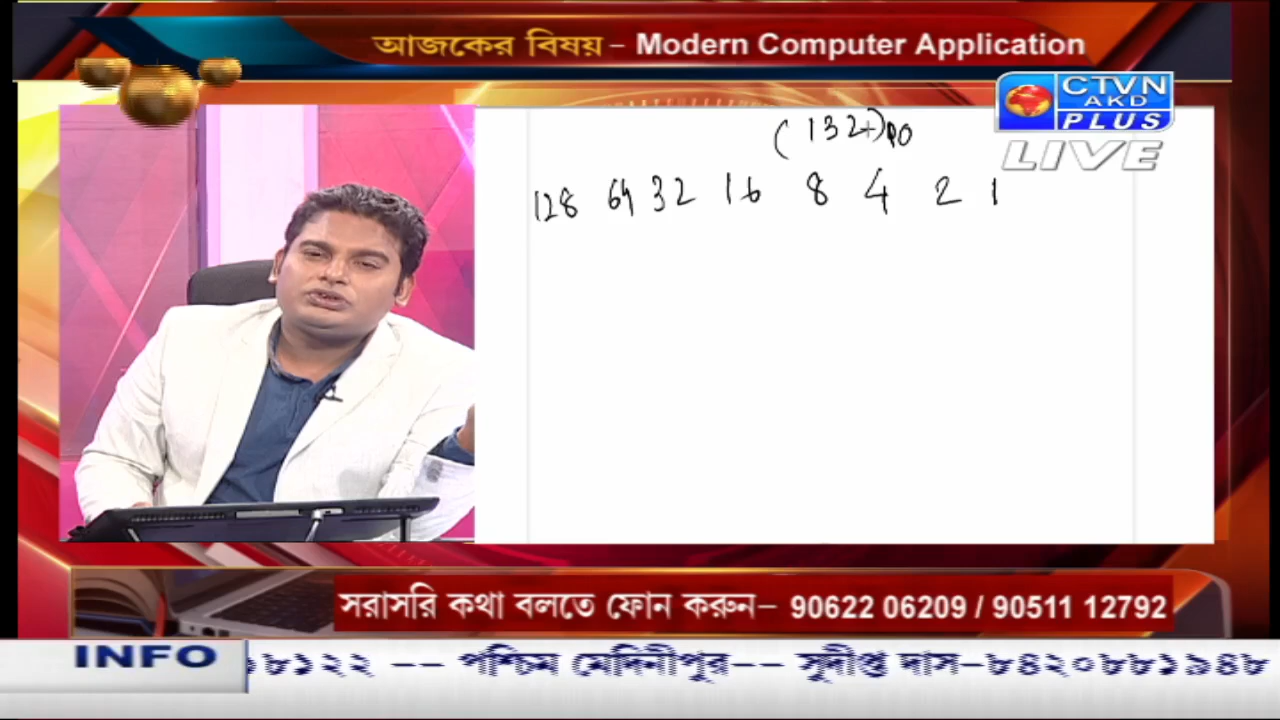 আজকের বিষয় – Modern Computer Application
CTVN
AKD
PLUS
LIVE
(132)10
128 64 32 16 8 4 2 1
সরাসরি কথা বলতে ফোন করুন– 90622 06209 / 90511 12792
INFO
৮১২২ -- পশ্চিম মেদিনীপুর-- সুদীপ্ত দাস-৮৪২০৮৮১৯৪৮